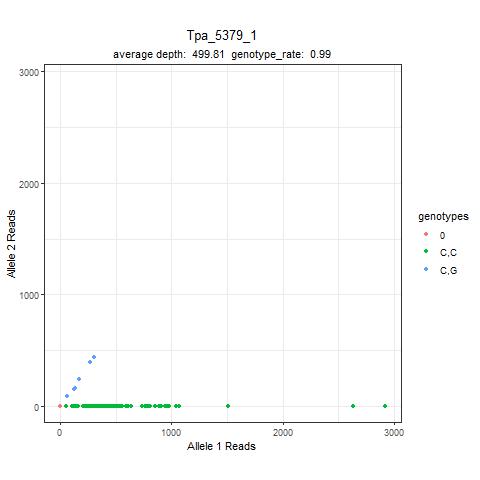 Tpa_5379_1
average depth:  499.81  genotype_rate:  0.99
3000
2000
1000
0
Allele 2 Reads
0 1000 2000 3000
Allele 1 Reads
genotypes
0
C,C
C,G